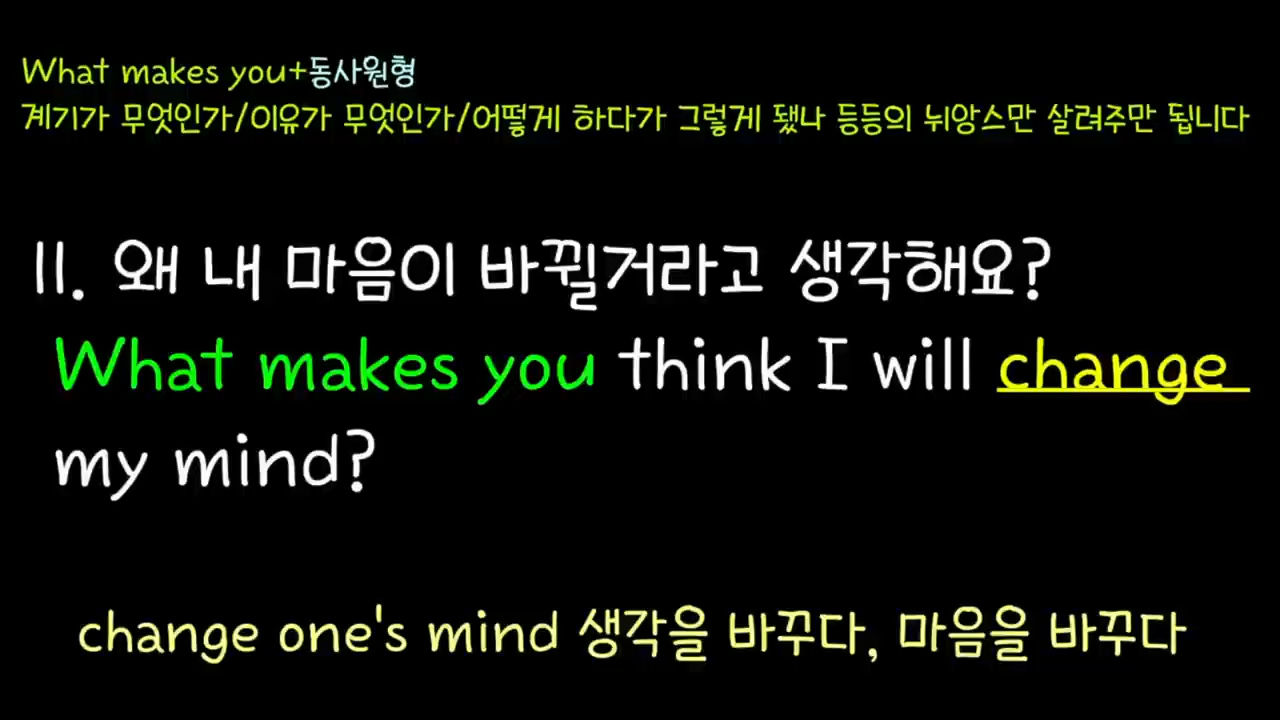 What makes you+동사원형
계기가 무엇인가/이유가 무엇인가/어떻게 하다가 그렇게 됐나 등등의 뉘앙스만 살려주만 됩니다
11. 왜 내 마음이 바뀔거라고 생각해요?
What makes you think I will change
my mind?
change one's mind 생각을 바꾸다, 마음을 바꾸다